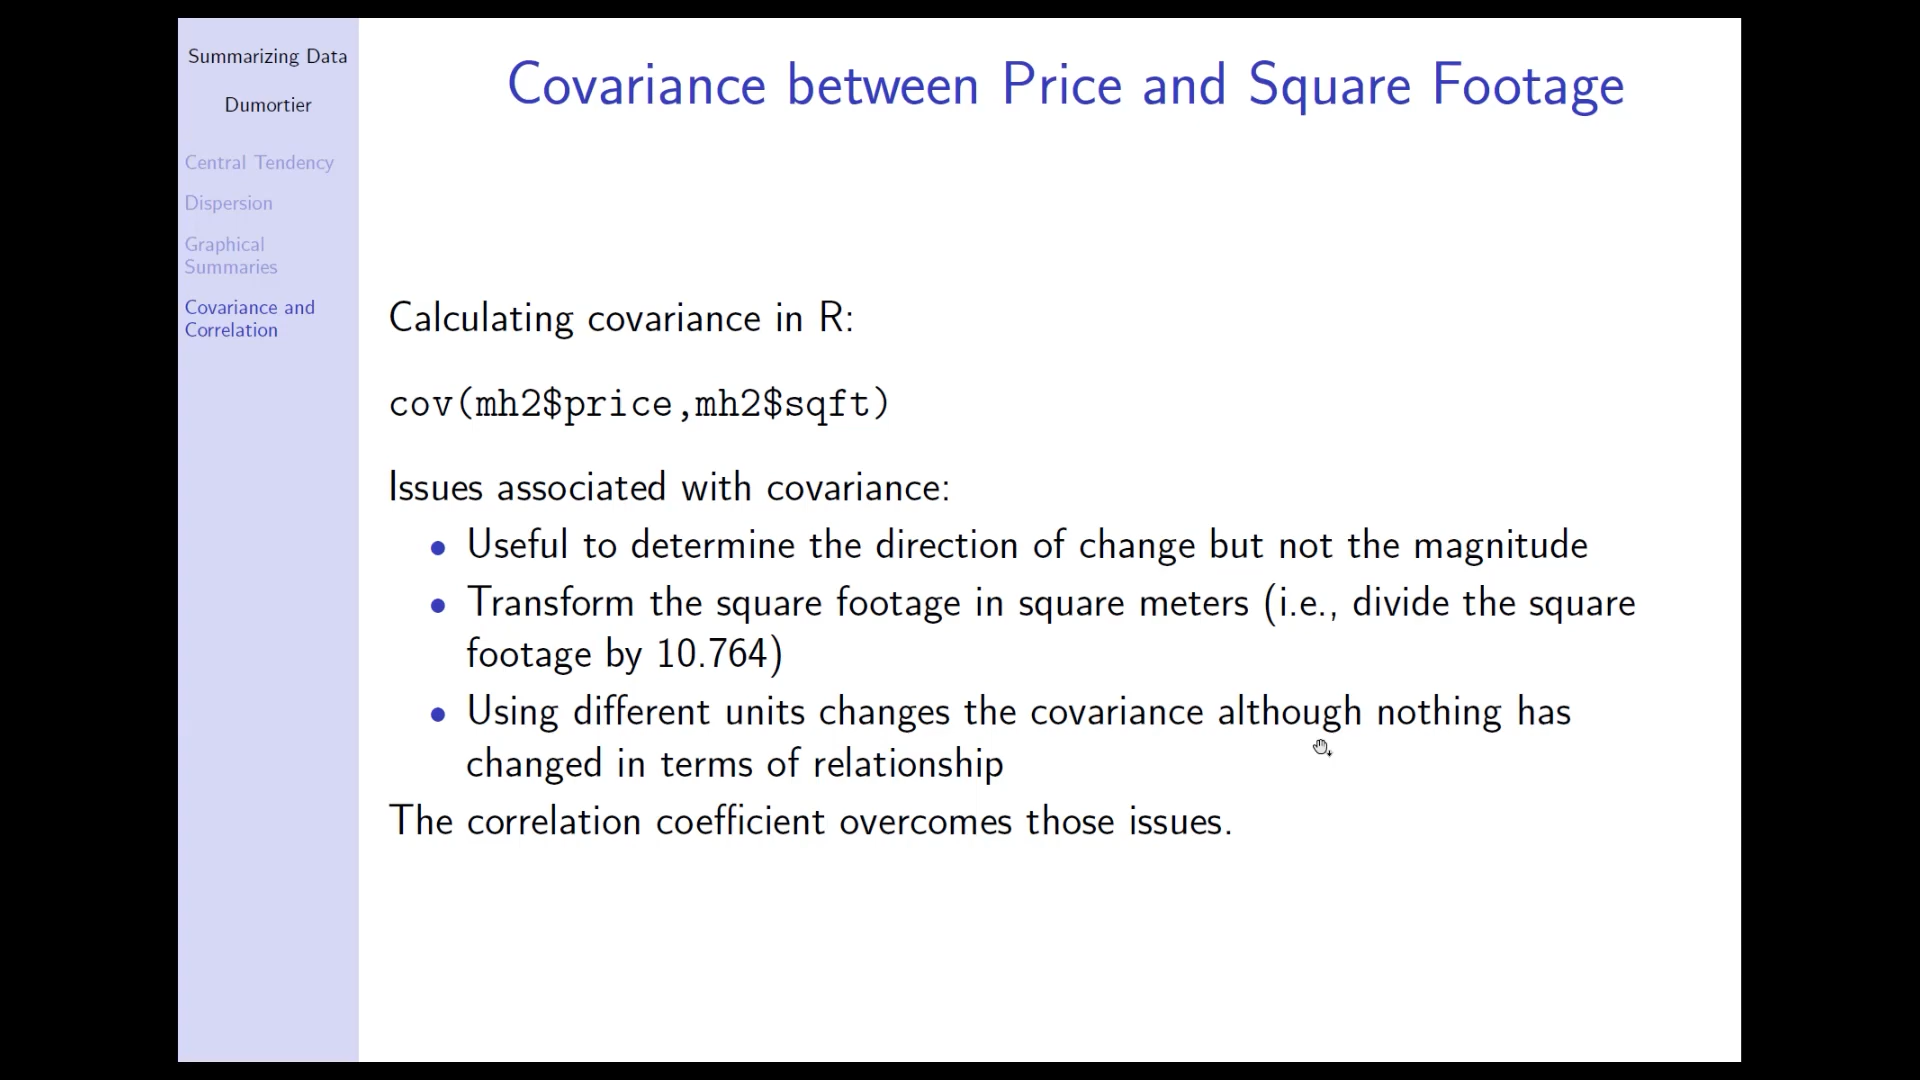 Summarizing Data
Dumortier
Central Tendency
Dispersion
Graphical
Summaries
Covariance and
Correlation
Covariance between Price and Square Footage
Calculating covariance in R:
cov(mh2$price,mh2$sqft)
Issues associated with covariance:
• Useful to determine the direction of change but not the magnitude
• Transform the square footage in square meters (i.e., divide the square
footage by 10.764)
• Using different units changes the covariance although nothing has
changed in terms of relationship
The correlation coefficient overcomes those issues.